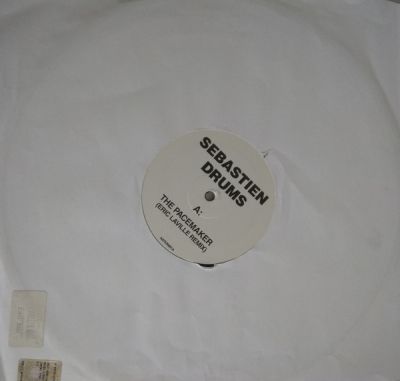 SEBASTIEN
DRUMS
A:
THE PACEMAKER
(ERIC LAVILLE REMIX)